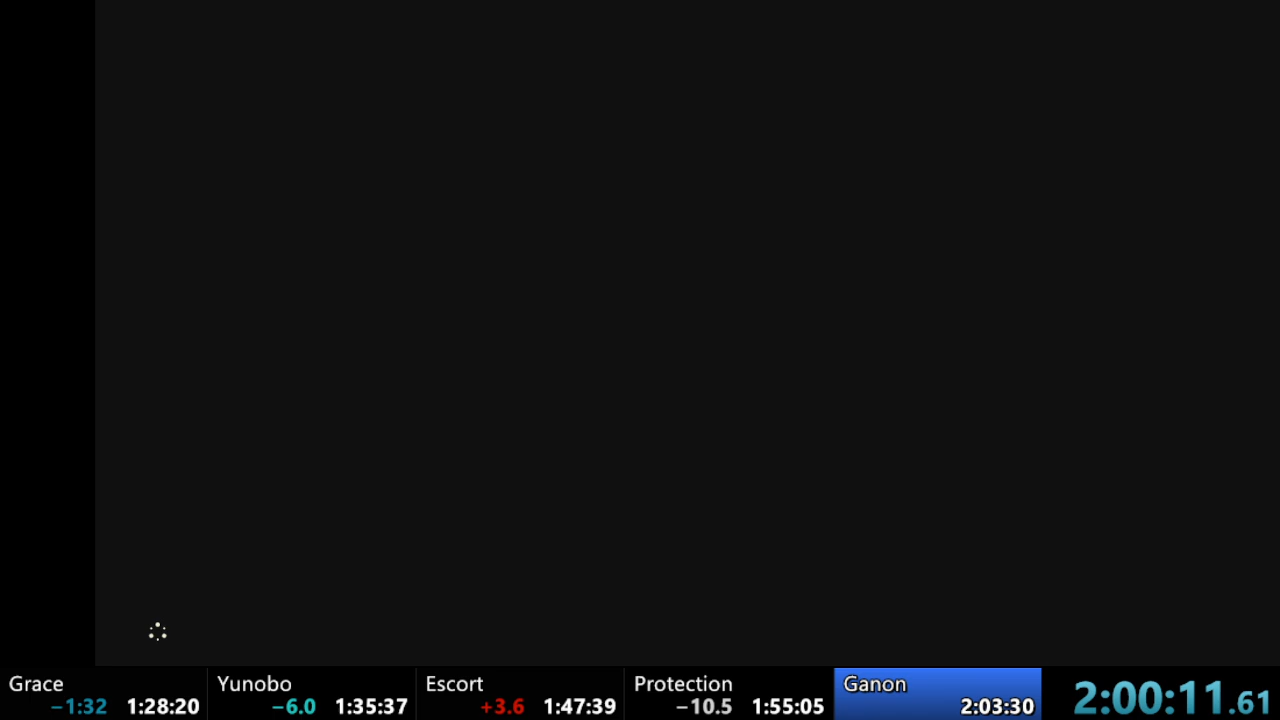 Grace
−1:32 1:28:20
Yunobo
−6.0 1:35:37
Escort
+3.6 1:47:39
Protection
−10.5 1:55:05
Ganon
2:03:30
2:00:11.61